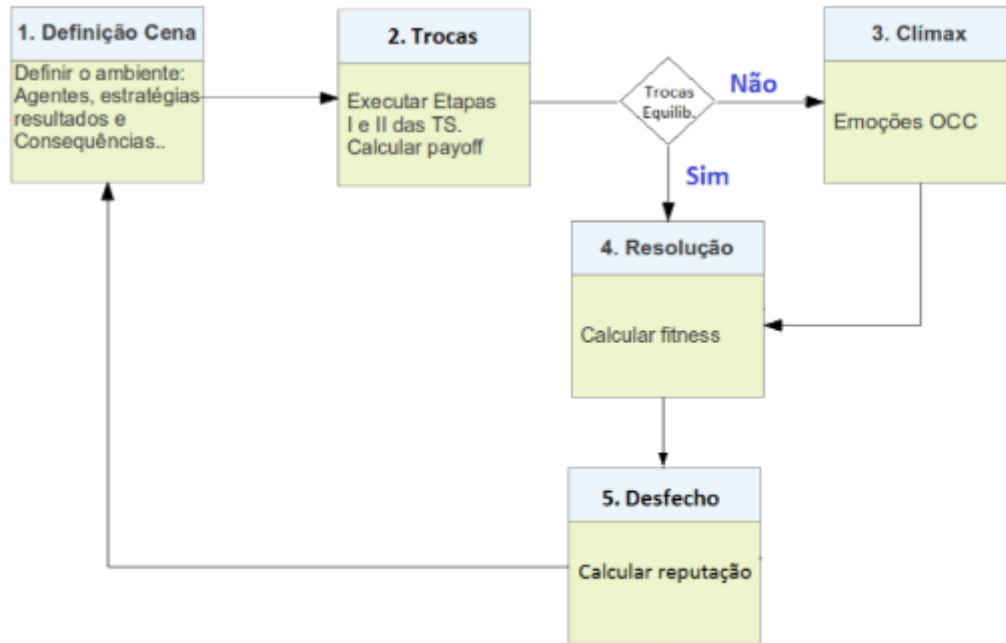 1. Definição Cena
Definir o ambiente:
Agentes, estratégias
resultados e
Consequências..
2. Trocas
Executar Etapas
I e II das TS.
Calcular payoff
Trocas
Equilib.
Não
Sim
3. Clímax
Emoções OCC
4. Resolução
Calcular fitness
5. Desfecho
Calcular reputação